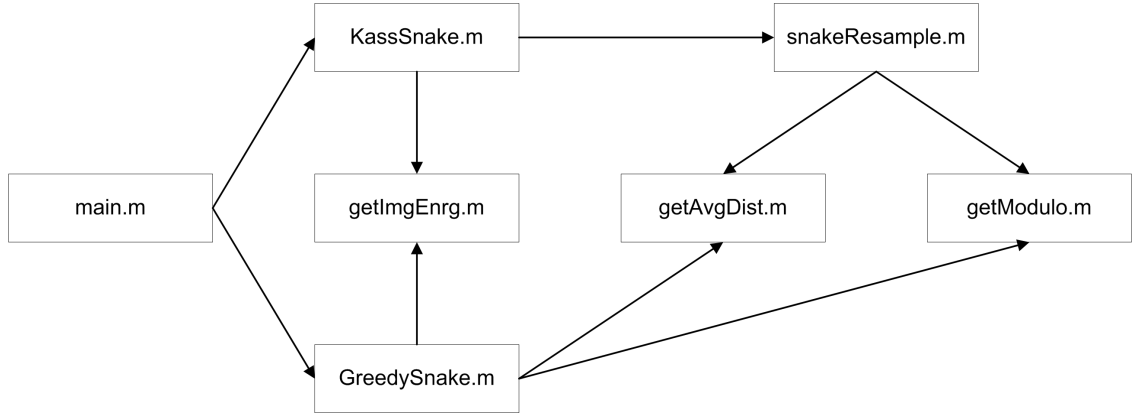 KassSnake.m
snakeResample.m
main.m
getImgEnrg.m
getAvgDist.m
getModulo.m
GreedySnake.m